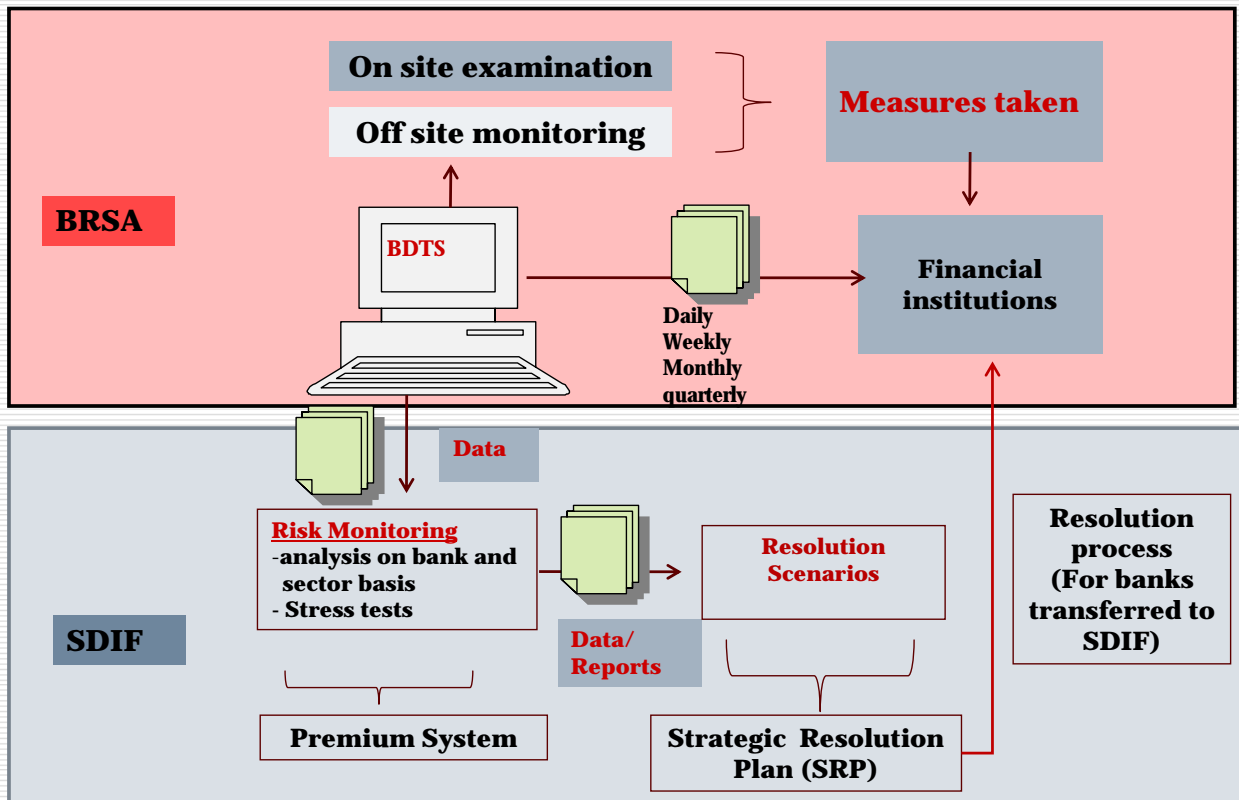 On site examination
Off site monitoring
Measures taken
BRSA
BDTS
Financial
institutions
Daily
Weekly
Monthly
quarterly
Data
Risk Monitoring
-analysis on bank and
sector basis
- Stress tests
Resolution
Scenarios
Resolution
process
(For banks
transferred to
SDIF)
SDIF
Data/
Reports
Premium System
Strategic Resolution
Plan (SRP)